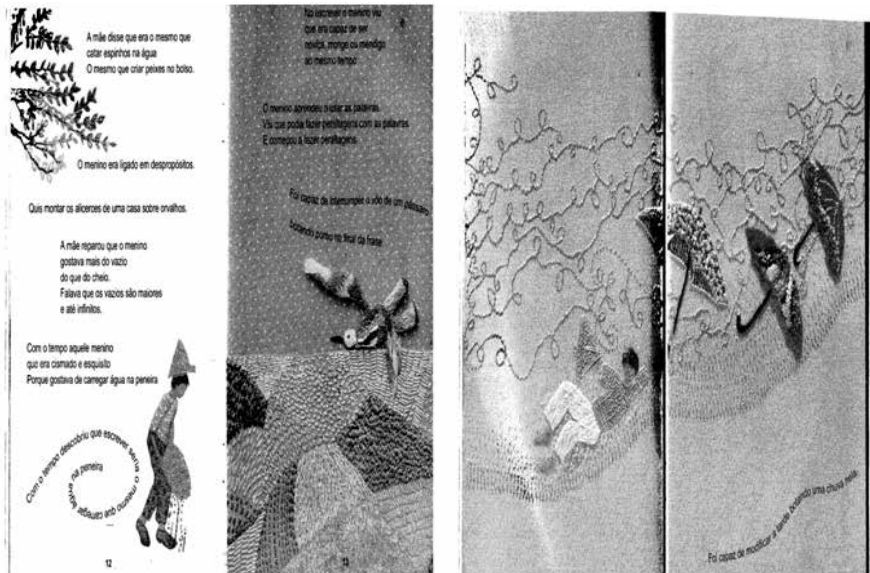 A mãe disse que era o mesmo que
catar espinhos na água
O mesmo que criar peixes no bolso.
O menino era ligado em despropósitos.
Quis montar os alicerces de uma casa sobre orvalhos.
A mãe reparou que o menino
gostava mais do vazio
do que do cheio.
Falava que os vazios são maiores
e até infinitos.
Com o tempo aquele menino
que era cismado e esquisito
Porque gostava de carregar água na peneira
Com o tempo descobriu que escrever seria o mesmo que carregar água na peneira
12
No escrever o menino viu
que era capaz de ser
noviça, monge ou mendigo
ao mesmo tempo
O menino aprendeu a usar as palavras.
Viu que podia fazer peraltagens com as palavras.
E começou a fazer peraltagens.
Foi capaz de interromper o vôo de um pássaro
botando ponto no final da frase
13
Foi capaz de modificar a tarde botando uma chuva nela.